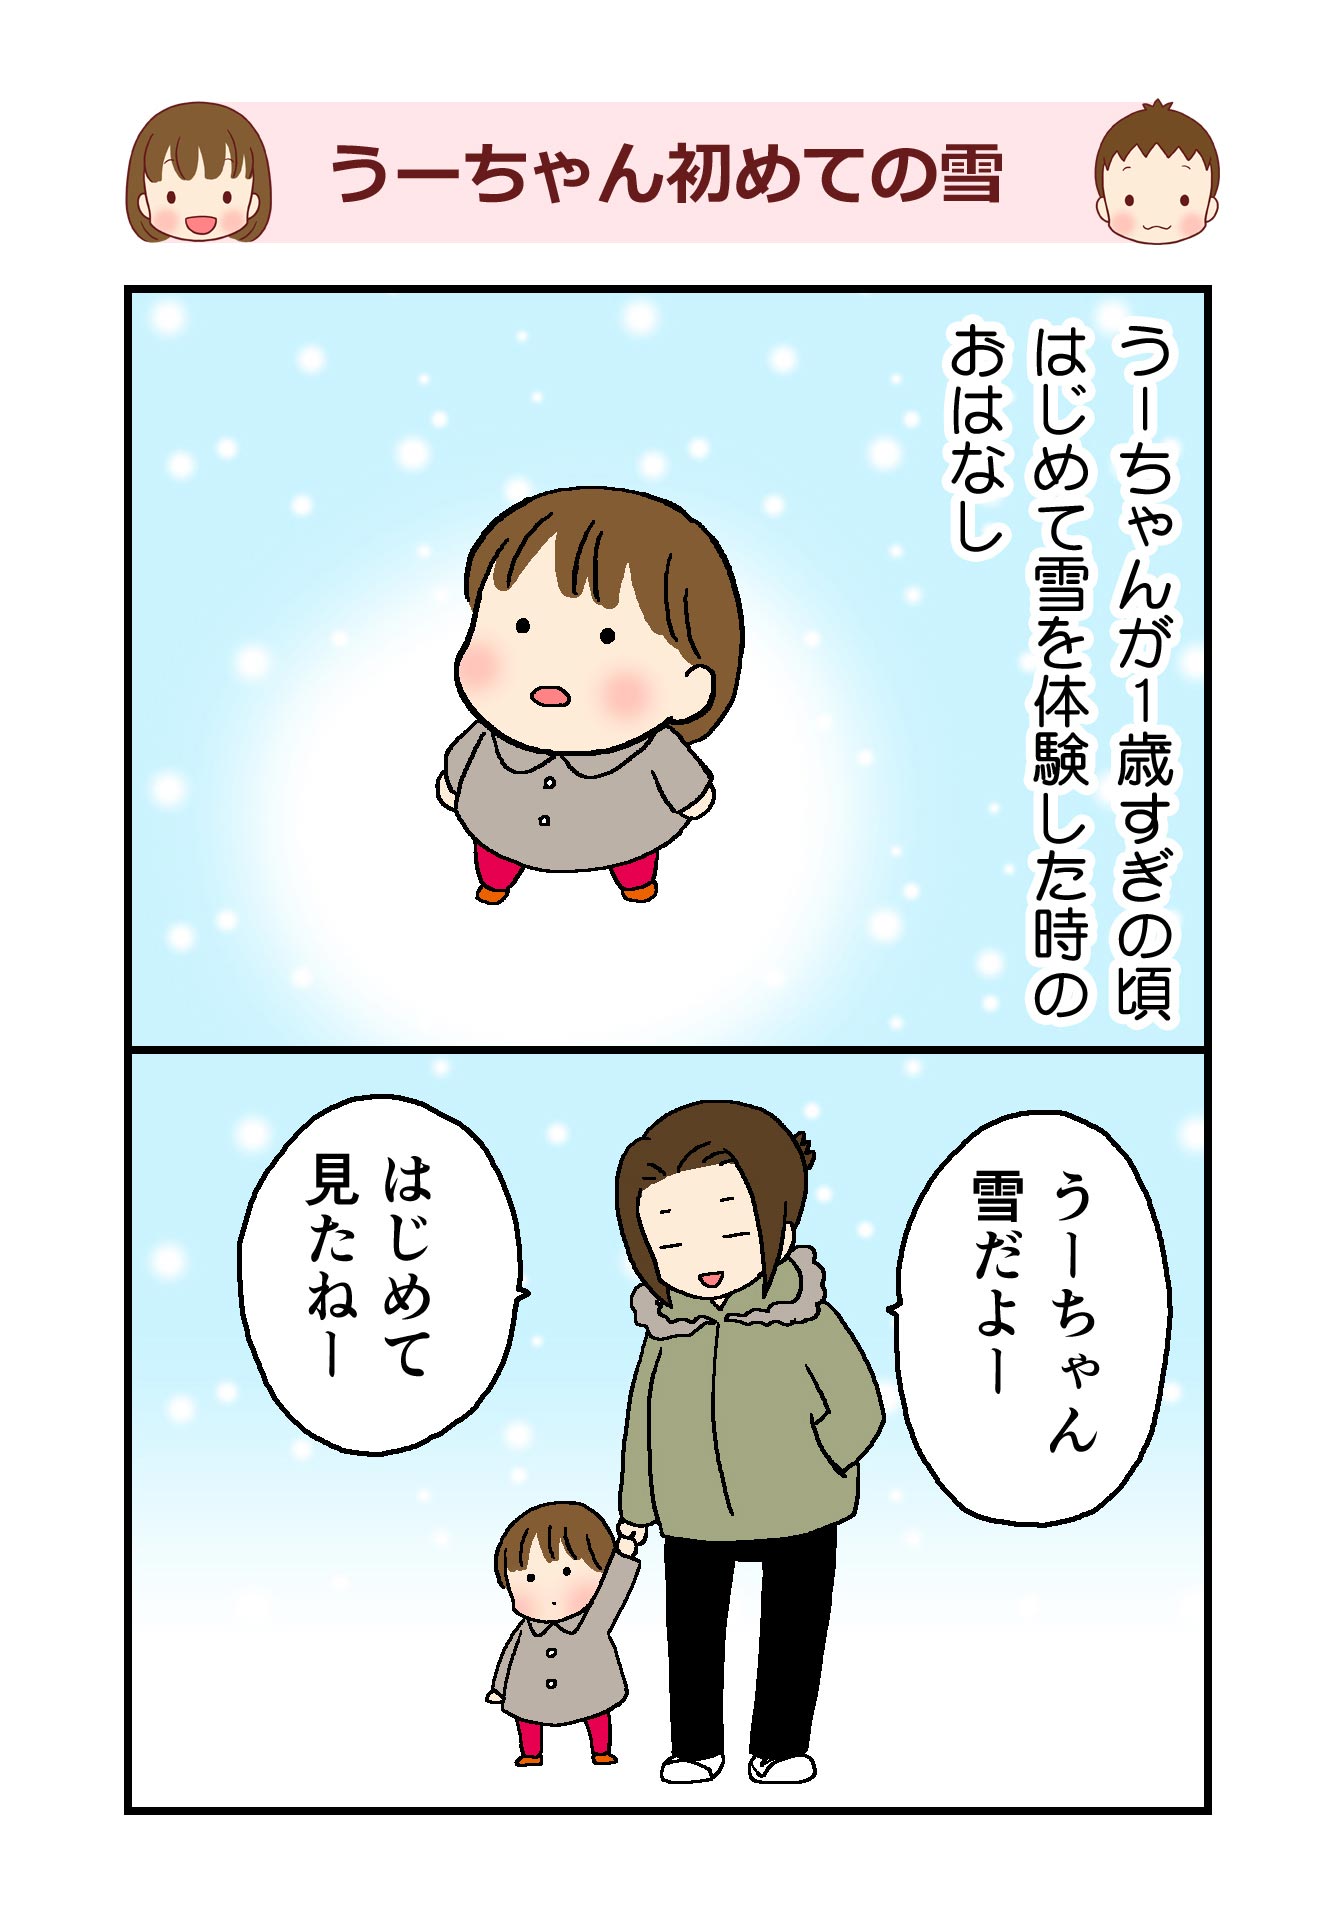 うーちゃん初めての雪
うーちゃんが1歳すぎの頃
はじめて雪を体験した時の
おはなし
うーちゃん
雪だよー
はじめて
見たねー